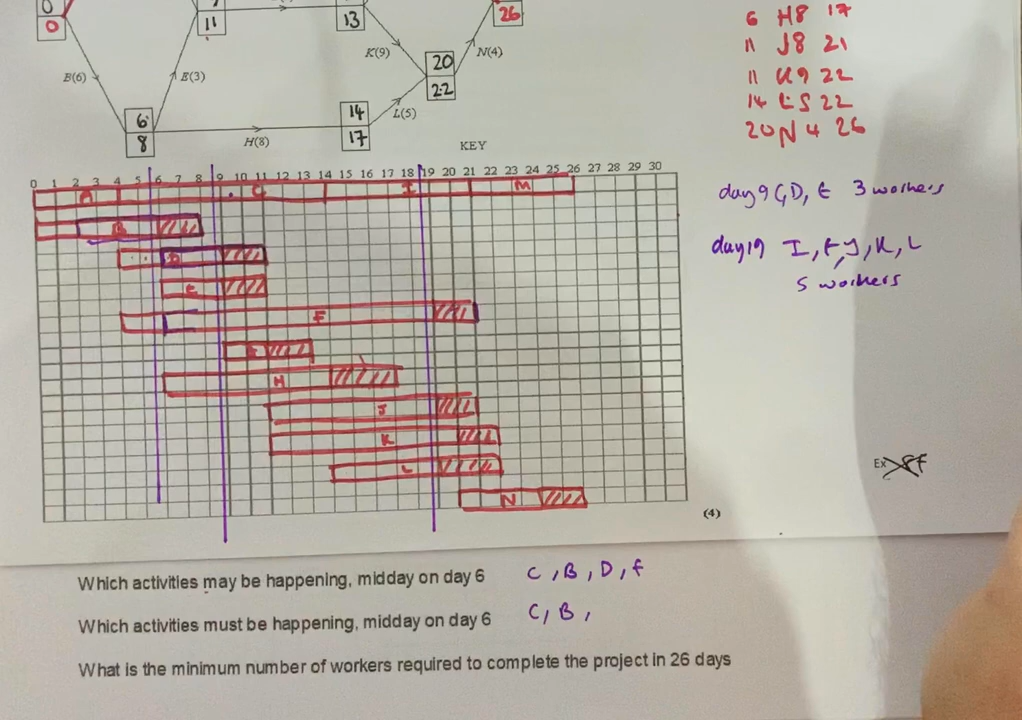 0
0
11
13
26
K(9)
N(4)
B(6)
E(3)
20
22
6
8
14
17
L(5)
H(8)
KEY
6 H8 17
11 J8 21
11 K9 22
14 L5 22
20 N 4 26
0 1 2 3 4 5 6 7 8 9 10 11 12 13 14 15 16 17 18 19 20 21 22 23 24 25 26 27 28 29 30
A C I M
B
D
E
F
H
J
K
L
N
day 9 C, D, E 3 workers
day 19 I, F, J, K, L
5 workers
(4)
Which activities may be happening, midday on day 6 C, B, D, F
Which activities must be happening, midday on day 6 C, B,
What is the minimum number of workers required to complete the project in 26 days